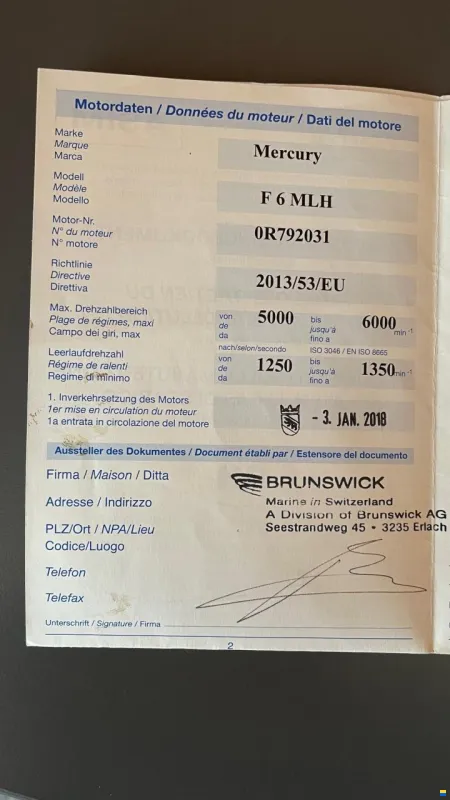 Motordaten / Données du moteur / Dati del motore
Marke
Marque
Marca
Mercury
Modell
Modèle
Modello
F 6 MLH
Motor-Nr.
N° du moteur
N° motore
0R792031
Richtlinie
Directive
Direttiva
2013/53/EU
Max. Drehzahlbereich
Plage de régimes, maxi
Campo dei giri, max
von
de
da
5000
bis
jusqu'à
fino a
6000
min -1
nach/selon/secondo
ISO 3046 / EN ISO 8665
Leerlaufdrehzahl
Régime de ralenti
Regime di minimo
von
de
da
1250
bis
jusqu'à
fino a
1350
min -1
1. Inverkehrsetzung des Motors
1er mise en circulation du moteur
1a entrata in circolazione del motore
- 3. JAN. 2018
Aussteller des Dokumentes / Document établi par / Estensore del documento
Firma / Maison / Ditta
BRUNSWICK
Marine in Switzerland
Adresse / Indirizzo
A Division of Brunswick AG
Seestrandweg 45 • 3235 Erlach
PLZ/Ort / NPA/Lieu
Codice/Luogo
Telefon
Telefax
Unterschrift / Signature / Firma
2